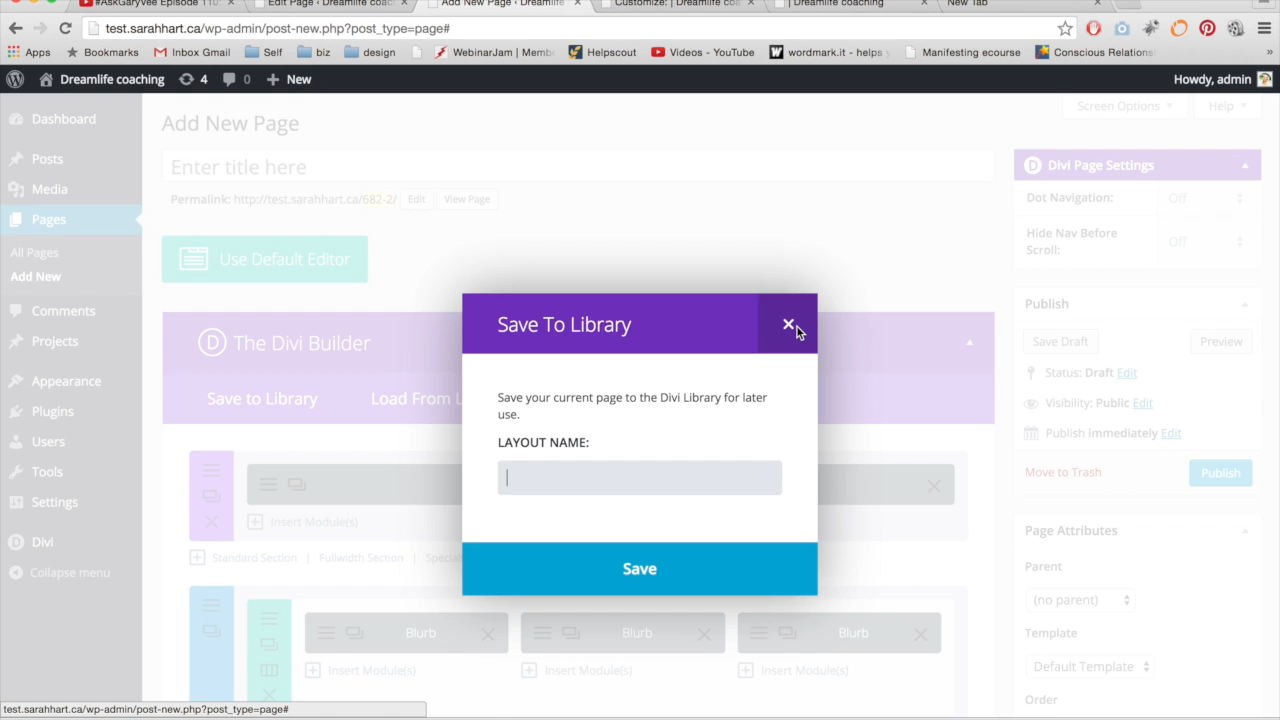 #AskGaryVee Episode 110:
Edit Page ‹ Dreamlife coac
Add New Page ‹ Dreamlife
Customize: | Dreamlife co
| Dreamlife coaching
New Tab
test.sarahhart.ca/wp-admin/post-new.php?post_type=page#
Apps Bookmarks Inbox Gmail Self biz design WebinarJam | Memb Helpscout Videos - YouTube wordmark.it - helps Manifesting ecourse Conscious Relations »
Dreamlife coaching 4 0 New Howdy, admin
Screen Options Help
Dashboard
Posts
Media
Pages
All Pages
Add New
Comments
Projects
Appearance
Plugins
Users
Tools
Settings
Divi
Collapse menu
Add New Page
Enter title here
Permalink: http://test.sarahhart.ca/682-2/ Edit View Page
Use Default Editor
D The Divi Builder
Save to Library Load From L
Insert Module(s)
Standard Section | Fullwidth Section | Special
Blurb Blurb Blurb
Insert Module(s) Insert Module(s) Insert Module(s)
Save To Library
Save your current page to the Divi Library for later
use.
LAYOUT NAME:
Save
D Divi Page Settings
Dot Navigation: Off
Hide Nav Before
Scroll: Off
Publish
Save Draft Preview
Status: Draft Edit
Visibility: Public Edit
Publish immediately Edit
Move to Trash Publish
Page Attributes
Parent
(no parent)
Template
Default Template
Order
test.sarahhart.ca/wp-admin/post-new.php?post_type=page#